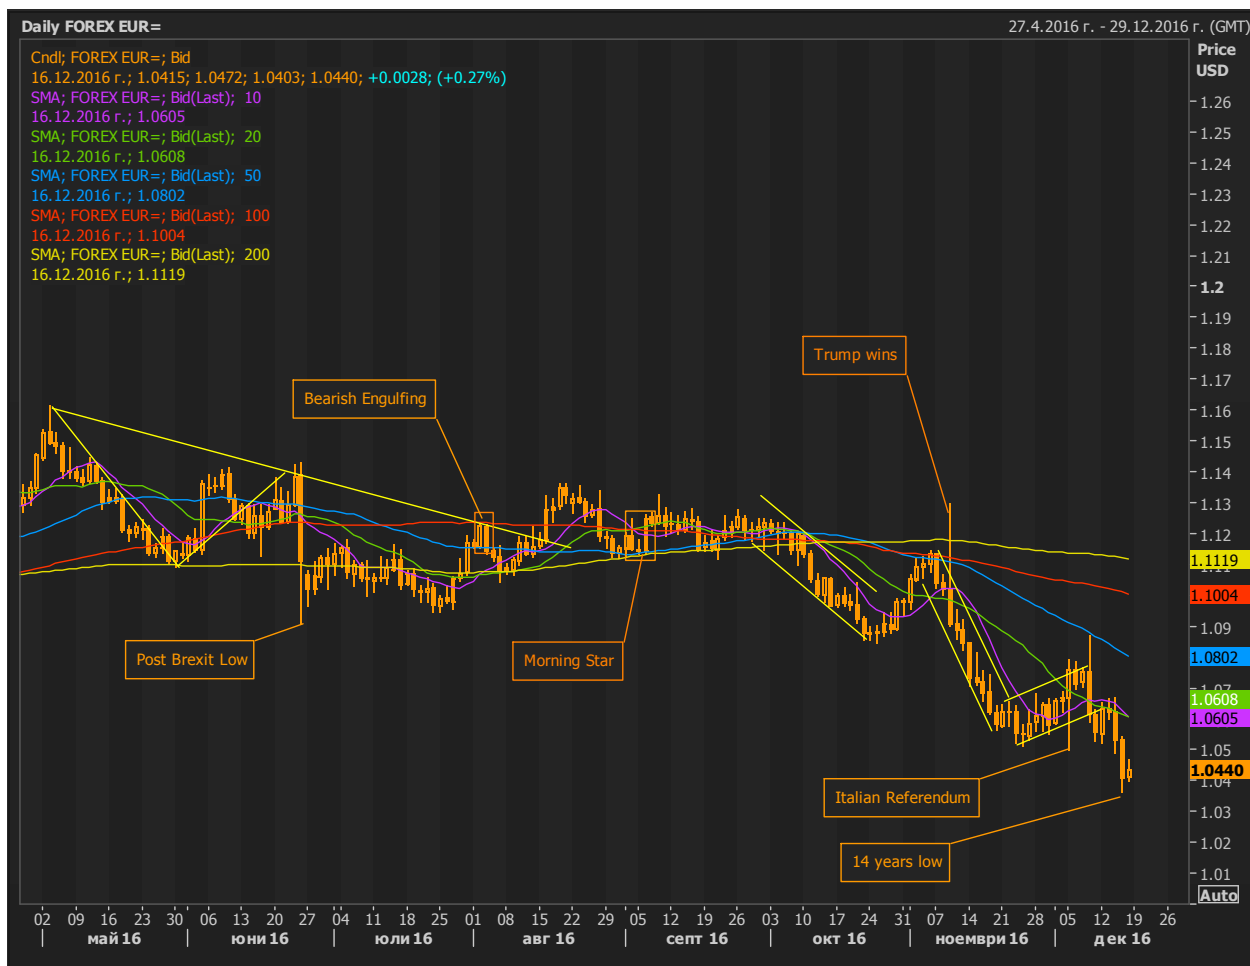 Daily FOREX EUR=
27.4.2016 г. - 29.12.2016 г. (GMT)
Price
USD
Cndl; FOREX EUR=; Bid
16.12.2016 г.; 1.0415; 1.0472; 1.0403; 1.0440; +0.0028; (+0.27%)
SMA; FOREX EUR=; Bid(Last); 10
16.12.2016 г.; 1.0605
SMA; FOREX EUR=; Bid(Last); 20
16.12.2016 г.; 1.0608
SMA; FOREX EUR=; Bid(Last); 50
16.12.2016 г.; 1.0802
SMA; FOREX EUR=; Bid(Last); 100
16.12.2016 г.; 1.1004
SMA; FOREX EUR=; Bid(Last); 200
16.12.2016 г.; 1.1119
1.26
1.25
1.24
1.23
1.22
1.21
1.2
1.19
1.18
1.17
1.16
1.15
1.14
1.13
1.12
1.1119
1.11
1.1004
1.09
1.0802
1.07
1.0608
1.0605
1.05
1.0440
1.04
1.03
1.02
1.01
Auto
Trump wins
Bearish Engulfing
Post Brexit Low
Morning Star
Italian Referendum
14 years low
02 09 16 23 30 06 13 20 27 04 11 18 25 01 08 15 22 29 05 12 19 26 03 10 17 24 31 07 14 21 28 05 12 19 26
май 16 юни 16 юли 16 авг 16 септ 16 окт 16 ноември 16 дек 16